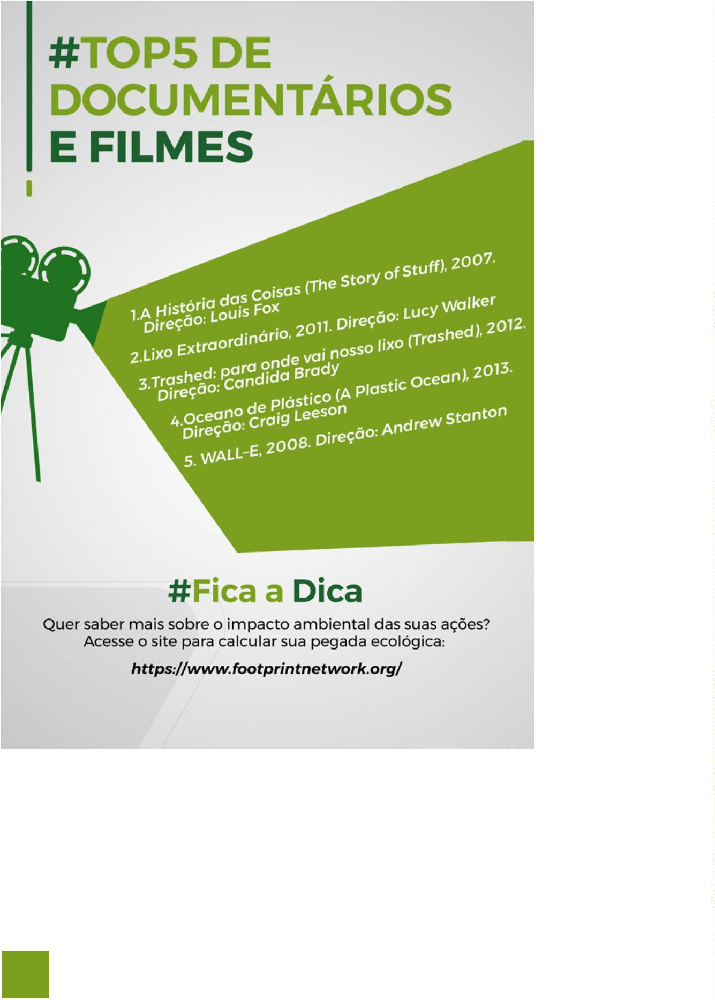 #TOP5 DE
DOCUMENTÁRIOS
E FILMES
1.A História das Coisas (The Story of Stuff), 2007.
Direção: Louis Fox
2.Lixo Extraordinário, 2011. Direção: Lucy Walker
3.Trashed: para onde vai nosso lixo (Trashed), 2012.
Direção: Candida Brady
4.Oceano de Plástico (A Plastic Ocean), 2013.
Direção: Craig Leeson
5. WALL-E, 2008. Direção: Andrew Stanton
#Fica a Dica
Quer saber mais sobre o impacto ambiental das suas ações?
Acesse o site para calcular sua pegada ecológica:
https://www.footprintnetwork.org/